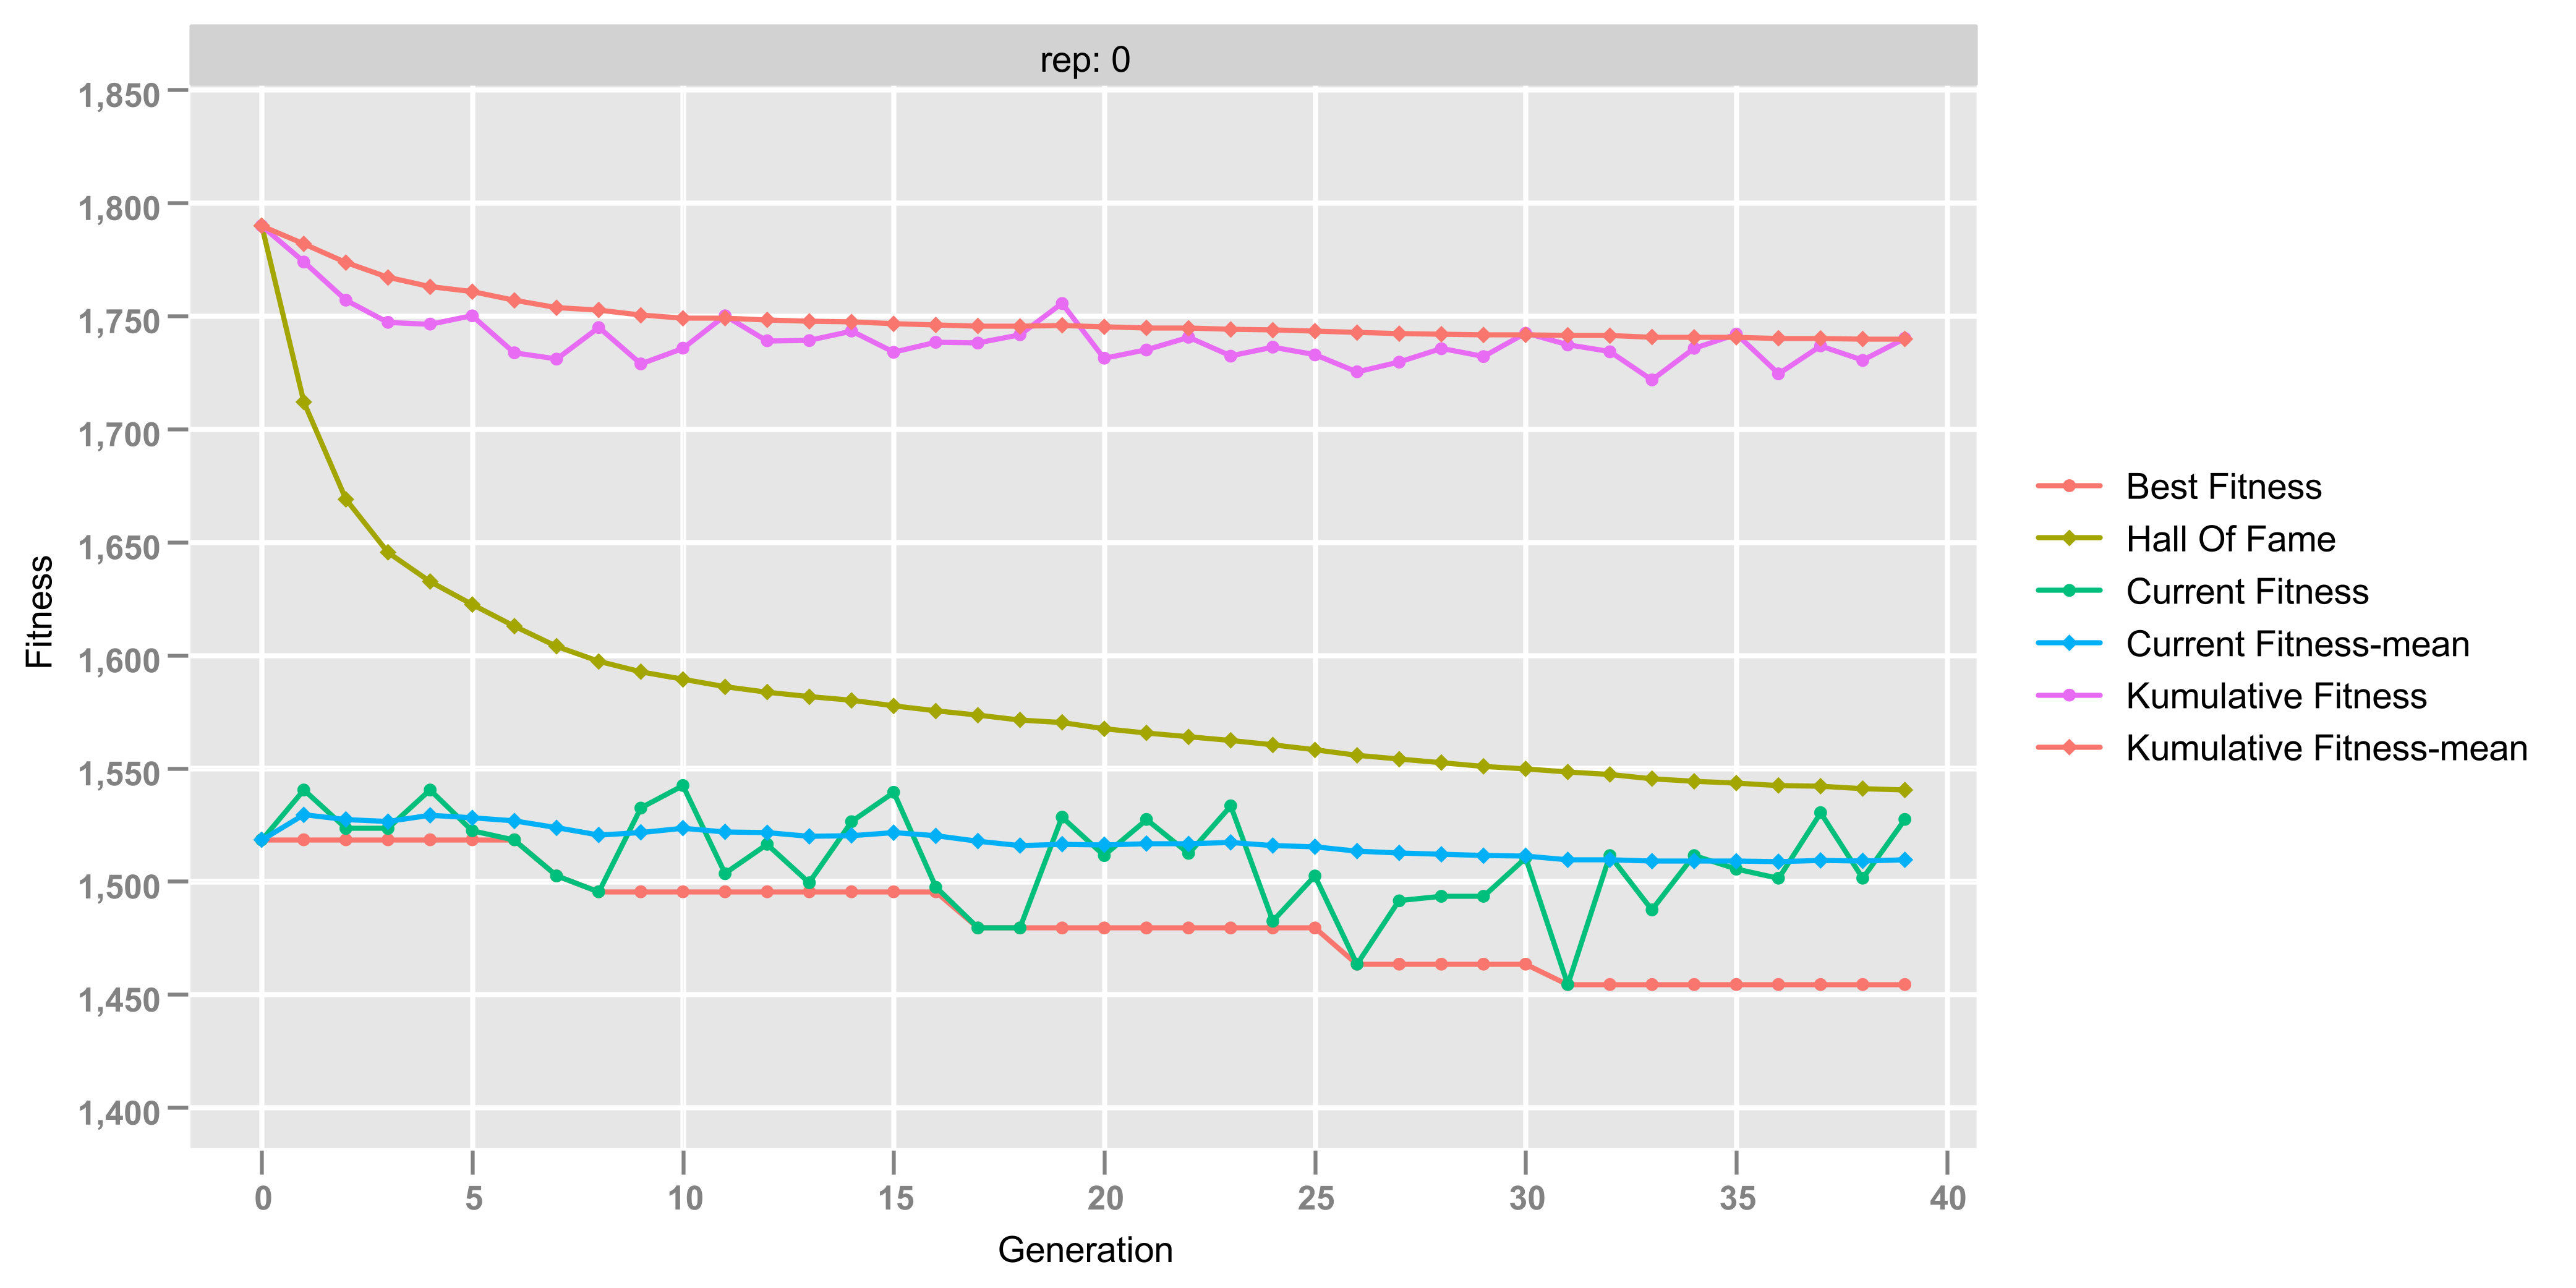 rep: 0
1,850
1,800
1,750
1,700
1,650
1,600
1,550
1,500
1,450
1,400
Fitness
0 5 10 15 20 25 30 35 40
Generation
Best Fitness
Hall Of Fame
Current Fitness
Current Fitness-mean
Kumulative Fitness
Kumulative Fitness-mean